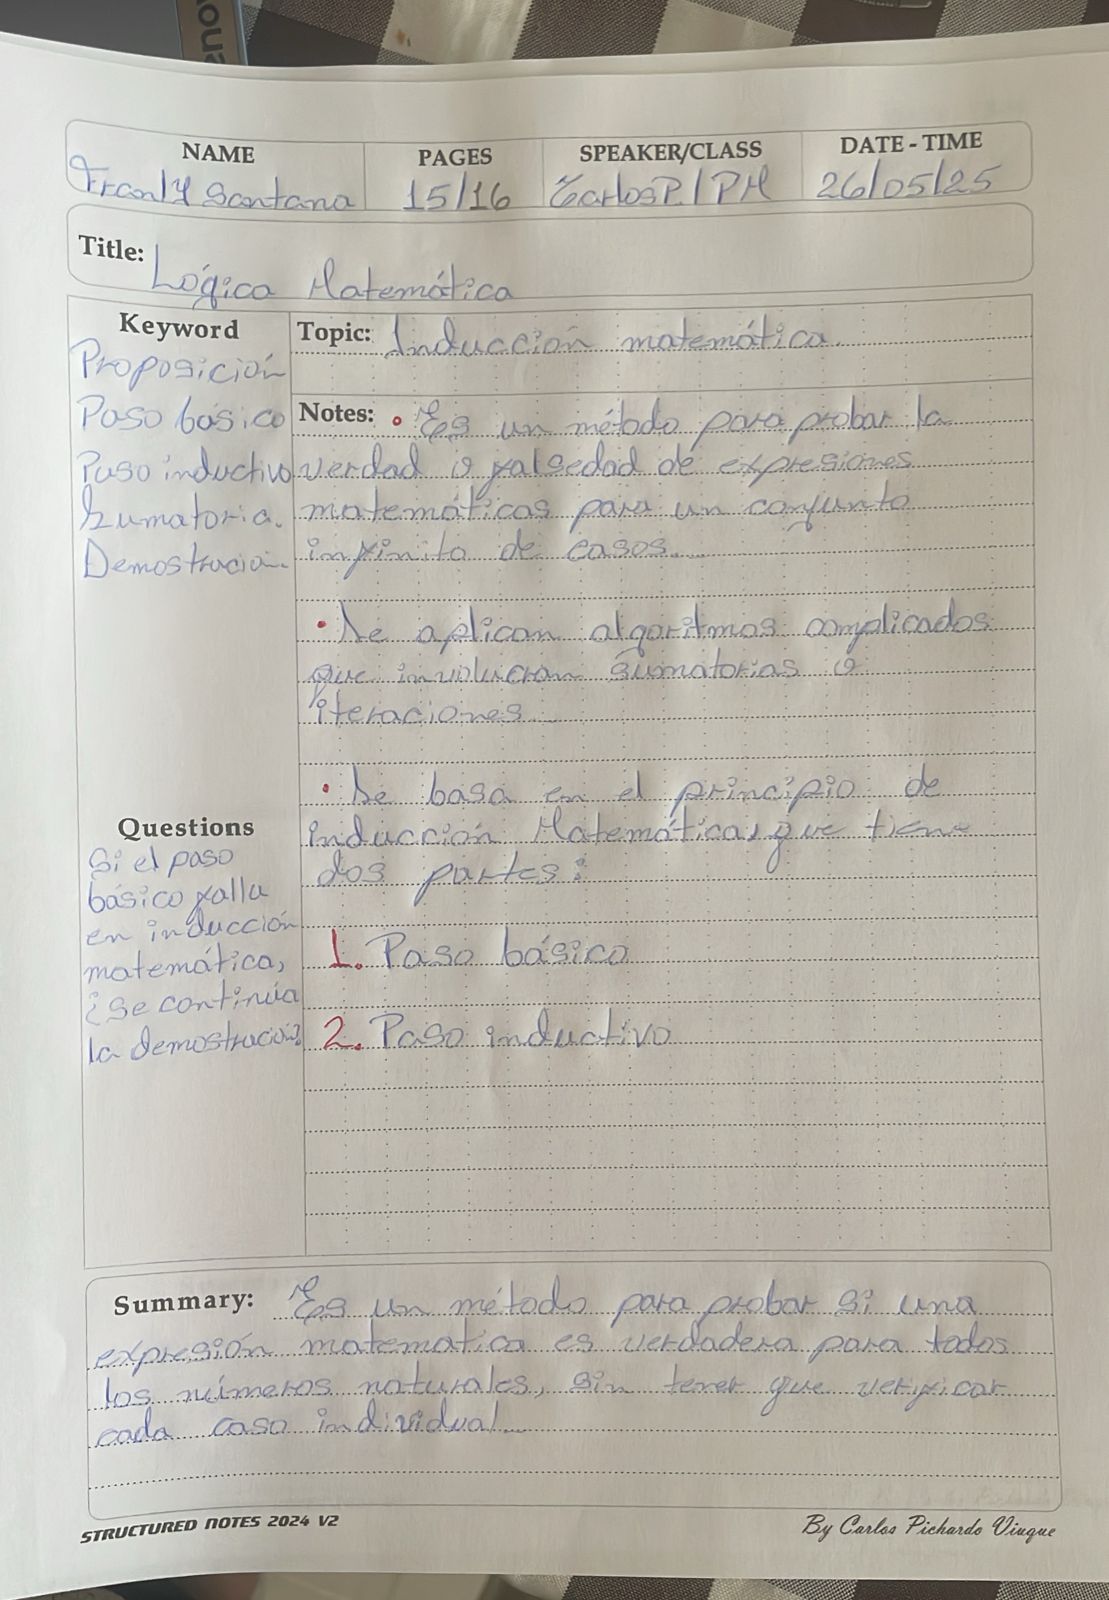 enov
NAME
PAGES
SPEAKER/CLASS
DATE - TIME
Franly Santana
15/16
CarlosP. / PM
26/05/25
Title: Lógica Matemática
Keyword
Proposición
Paso básico
Paso inductivo
Sumatoria.
Demostración.
Topic: Inducción matemática.
Notes: • Es un método para probar la
verdad o falsedad de expresiones
matemáticas para un conjunto
infinito de casos.
• Se aplican algoritmos complicados
que involucran sumatorias o
iteraciones
• Se basa en el principio de
inducción Matemática, que tiene
dos partes:
1. Paso básico
2. Paso inductivo
Questions
Si el paso
básico falla
en inducción
matemática,
¿se continúa
la demostración?
Summary: Es un método para probar si una
expresión matematica es verdadera para todos
los números naturales, sin tener que verificar
cada caso individual.
STRUCTURED NOTES 2024 V2
By Carlos Pichardo Viuque